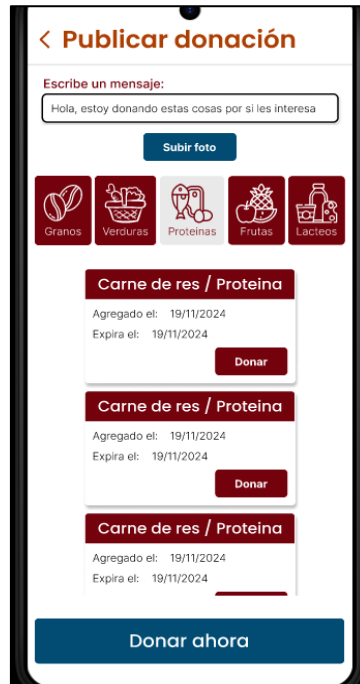 Publicar donación
Escribe un mensaje:
Hola, estoy donando estas cosas por si les interesa
Subir foto
Granos Verduras Proteinas Frutas Lacteos
Carne de res / Proteina
Agregado el: 19/11/2024
Expira el: 19/11/2024
Donar
Carne de res / Proteina
Agregado el: 19/11/2024
Expira el: 19/11/2024
Donar
Carne de res / Proteina
Agregado el: 19/11/2024
Expira el: 19/11/2024
Donar ahora